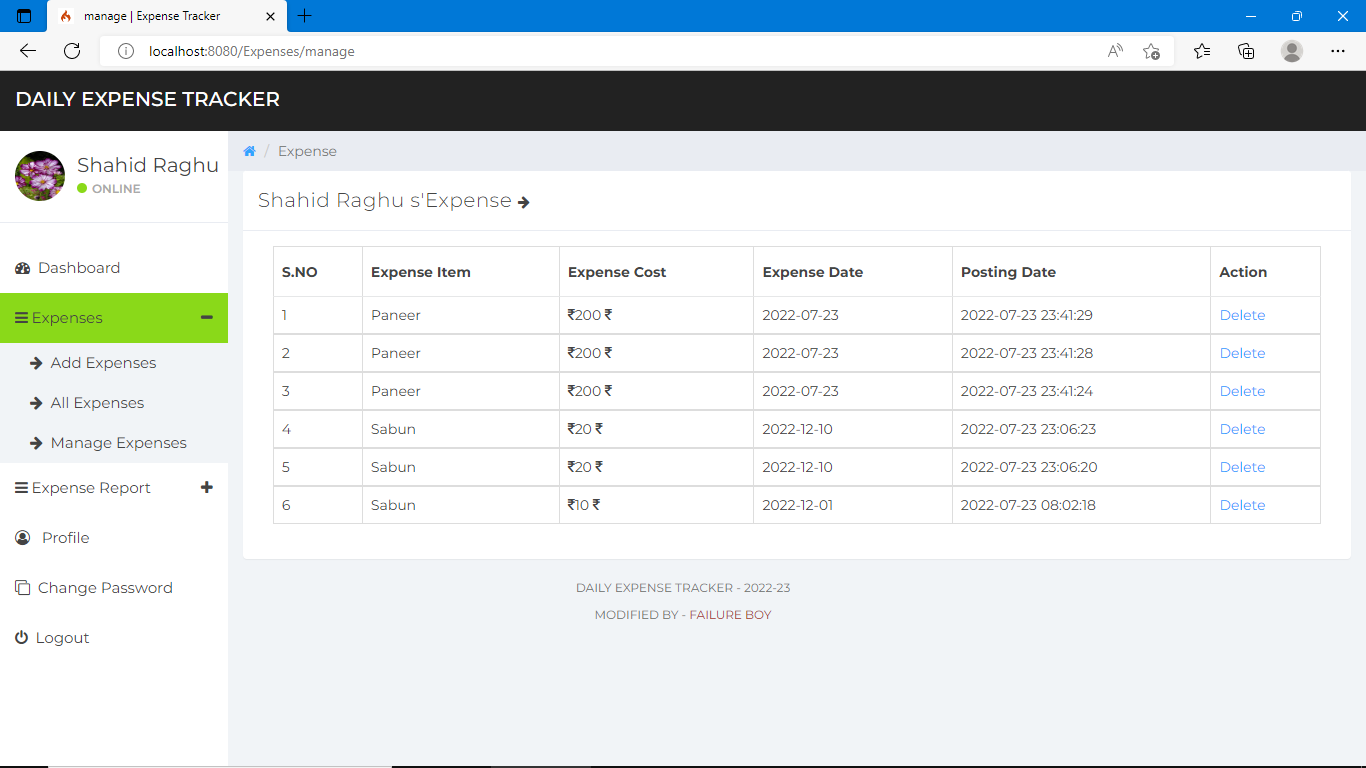 manage | Expense Tracker
localhost:8080/Expenses/manage
DAILY EXPENSE TRACKER
Shahid Raghu
ONLINE
Dashboard
Expenses
Add Expenses
All Expenses
Manage Expenses
Expense Report
Profile
Change Password
Logout
/ Expense
Shahid Raghu s'Expense
S.NO Expense Item Expense Cost Expense Date Posting Date Action
1 Paneer ₹200 ₹ 2022-07-23 2022-07-23 23:41:29 Delete
2 Paneer ₹200 ₹ 2022-07-23 2022-07-23 23:41:28 Delete
3 Paneer ₹200 ₹ 2022-07-23 2022-07-23 23:41:24 Delete
4 Sabun ₹20 ₹ 2022-12-10 2022-07-23 23:06:23 Delete
5 Sabun ₹20 ₹ 2022-12-10 2022-07-23 23:06:20 Delete
6 Sabun ₹10 ₹ 2022-12-01 2022-07-23 08:02:18 Delete
DAILY EXPENSE TRACKER - 2022-23
MODIFIED BY - FAILURE BOY